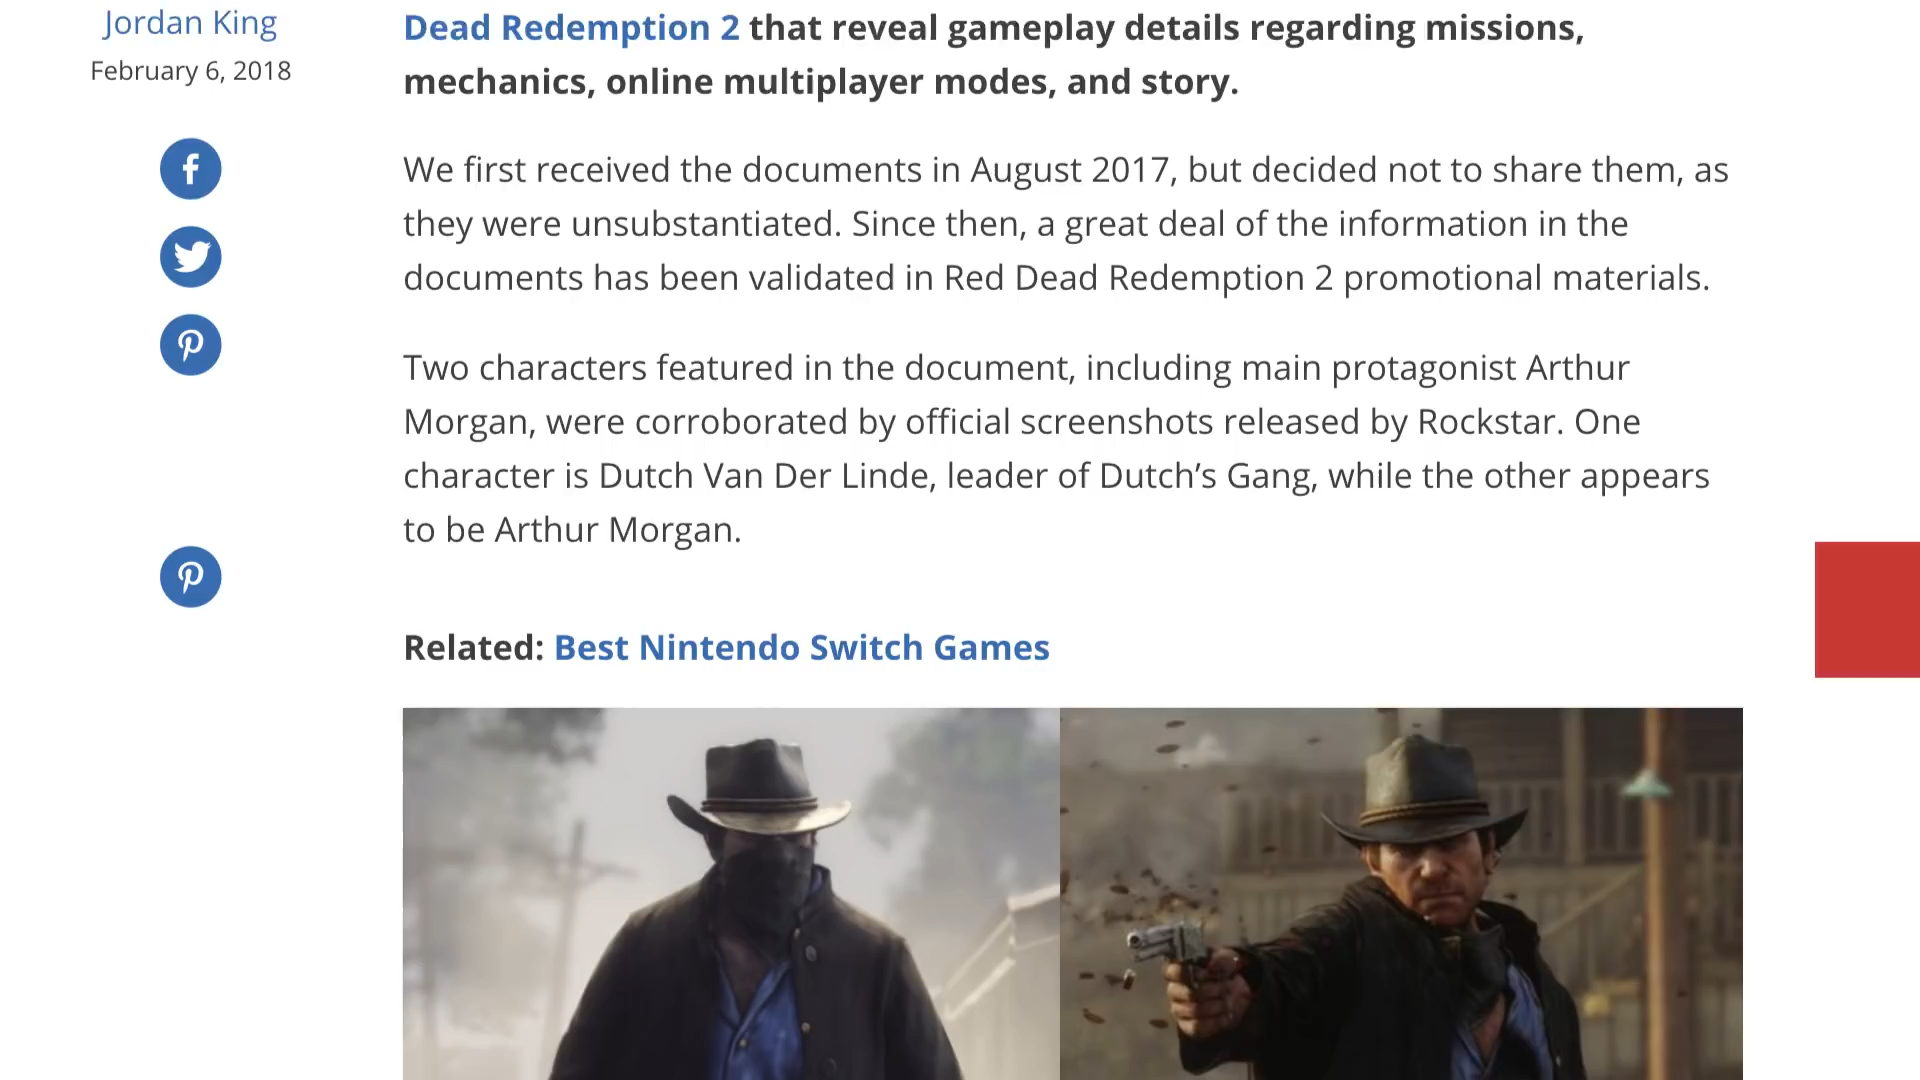 Jordan King
February 6, 2018
Dead Redemption 2 that reveal gameplay details regarding missions,
mechanics, online multiplayer modes, and story.
We first received the documents in August 2017, but decided not to share them, as
they were unsubstantiated. Since then, a great deal of the information in the
documents has been validated in Red Dead Redemption 2 promotional materials.
Two characters featured in the document, including main protagonist Arthur
Morgan, were corroborated by official screenshots released by Rockstar. One
character is Dutch Van Der Linde, leader of Dutch’s Gang, while the other appears
to be Arthur Morgan.
Related: Best Nintendo Switch Games